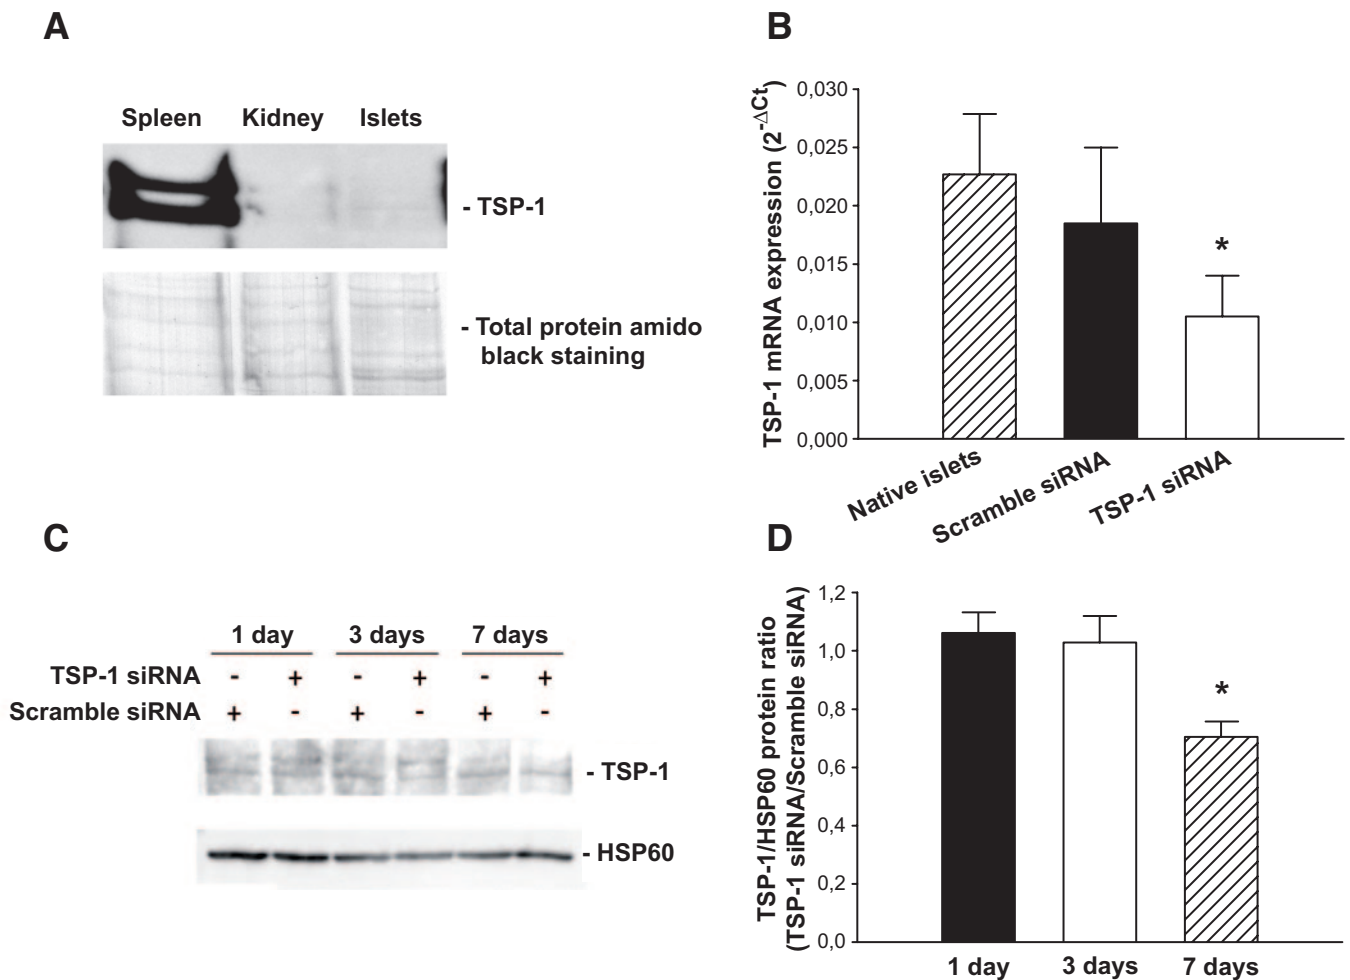 A
Spleen Kidney Islets
- TSP-1
- Total protein amido
black staining
B
TSP-1 mRNA expression (2^-ΔCt)
0,030
0,025
0,020
0,015
0,010
0,005
0,000
*
Native islets
Scramble siRNA
TSP-1 siRNA
C
1 day 3 days 7 days
TSP-1 siRNA - + - + - +
Scramble siRNA + - + - + -
- TSP-1
- HSP60
D
TSP-1/HSP60 protein ratio
(TSP-1 siRNA/Scramble siRNA)
1,2
1,0
0,8
0,6
0,4
0,2
0,0
*
1 day 3 days 7 days